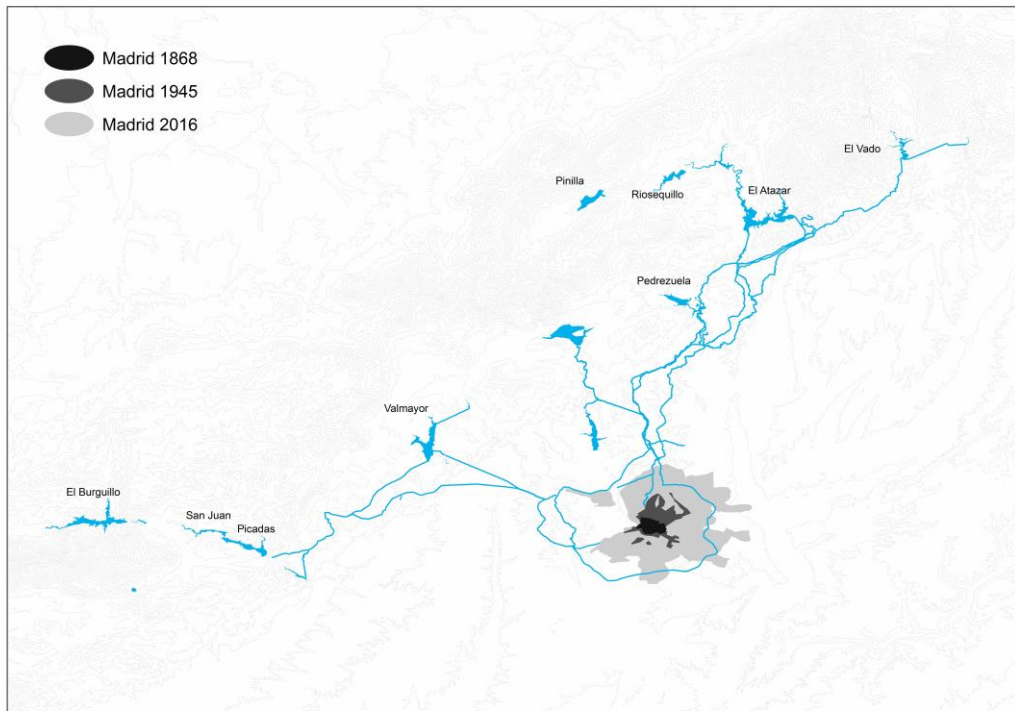 Madrid 1868
Madrid 1945
Madrid 2016
El Vado
Pinilla
Riosequillo
El Atazar
Pedrezuela
Valmayor
El Burguillo
San Juan
Picadas